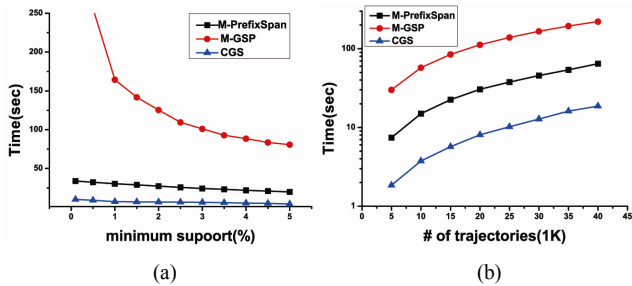 250
200
150
100
50
Time(sec)
M-PrefixSpan
M-GSP
CGS
0 1 2 3 4 5
minimum supoort(%)
(a)
M-PrefixSpan
M-GSP
CGS
100
10
1
Time(sec)
5 10 15 20 25 30 35 40 45
# of trajectories(1K)
(b)